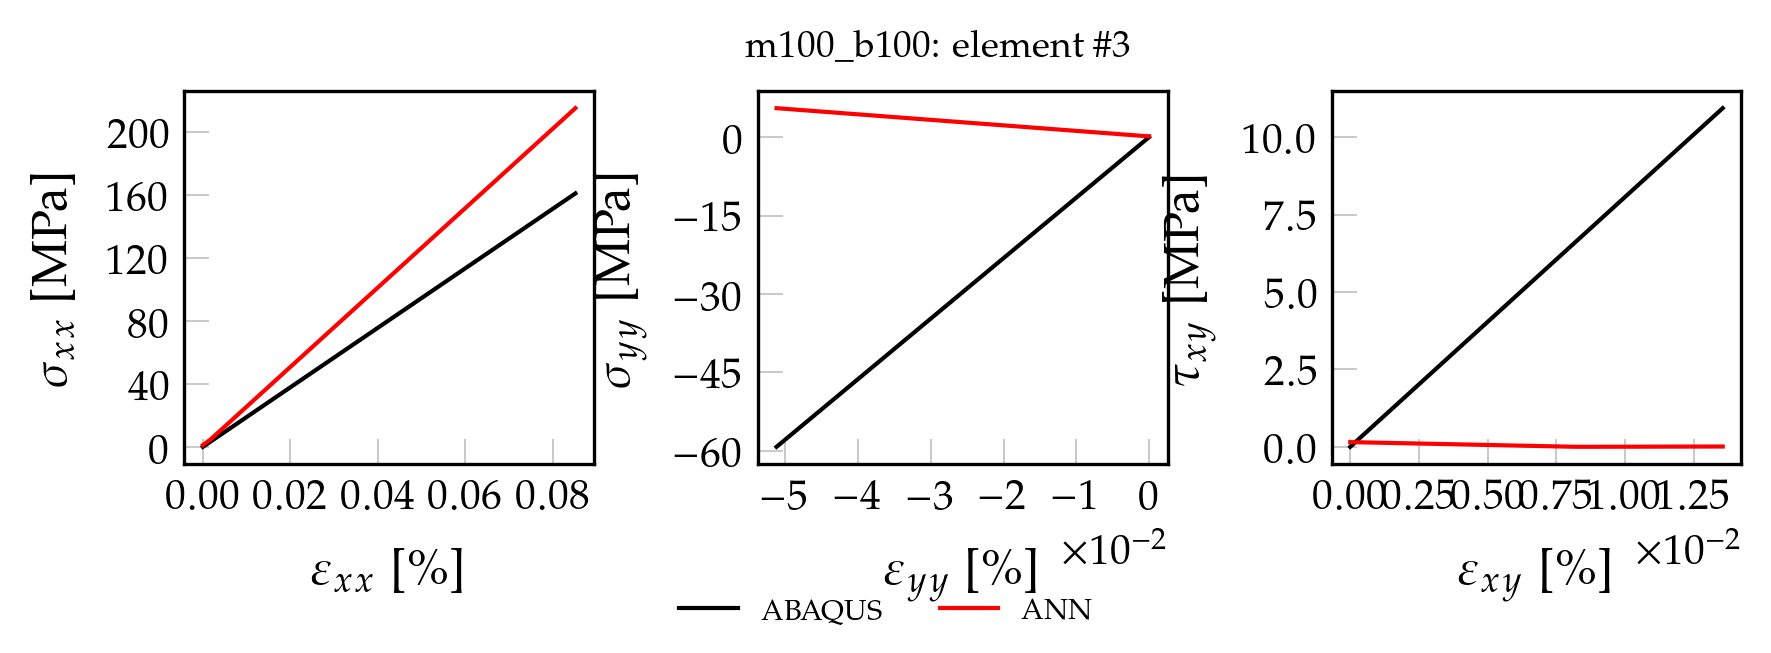 m100_b100: element #3
σxx [MPa]
200
160
120
80
40
0
0.00 0.02 0.04 0.06 0.08
εxx [%]
σyy [MPa]
0
−15
−30
−45
−60
−5 −4 −3 −2 −1 0
×10−2
εyy [%]
τxy [MPa]
10.0
7.5
5.0
2.5
0.0
0.00 0.25 0.50 0.75 1.00 1.25
×10−2
εxy [%]
ABAQUS ANN